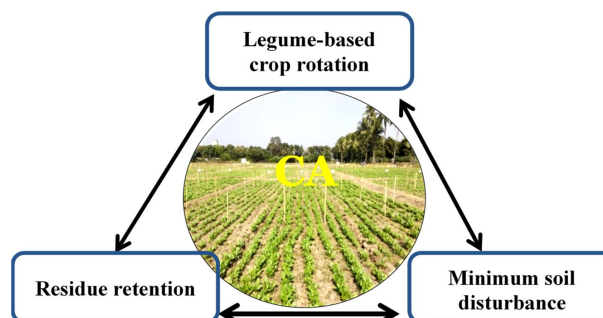 Legume-based
crop rotation
CA
Residue retention
Minimum soil
disturbance